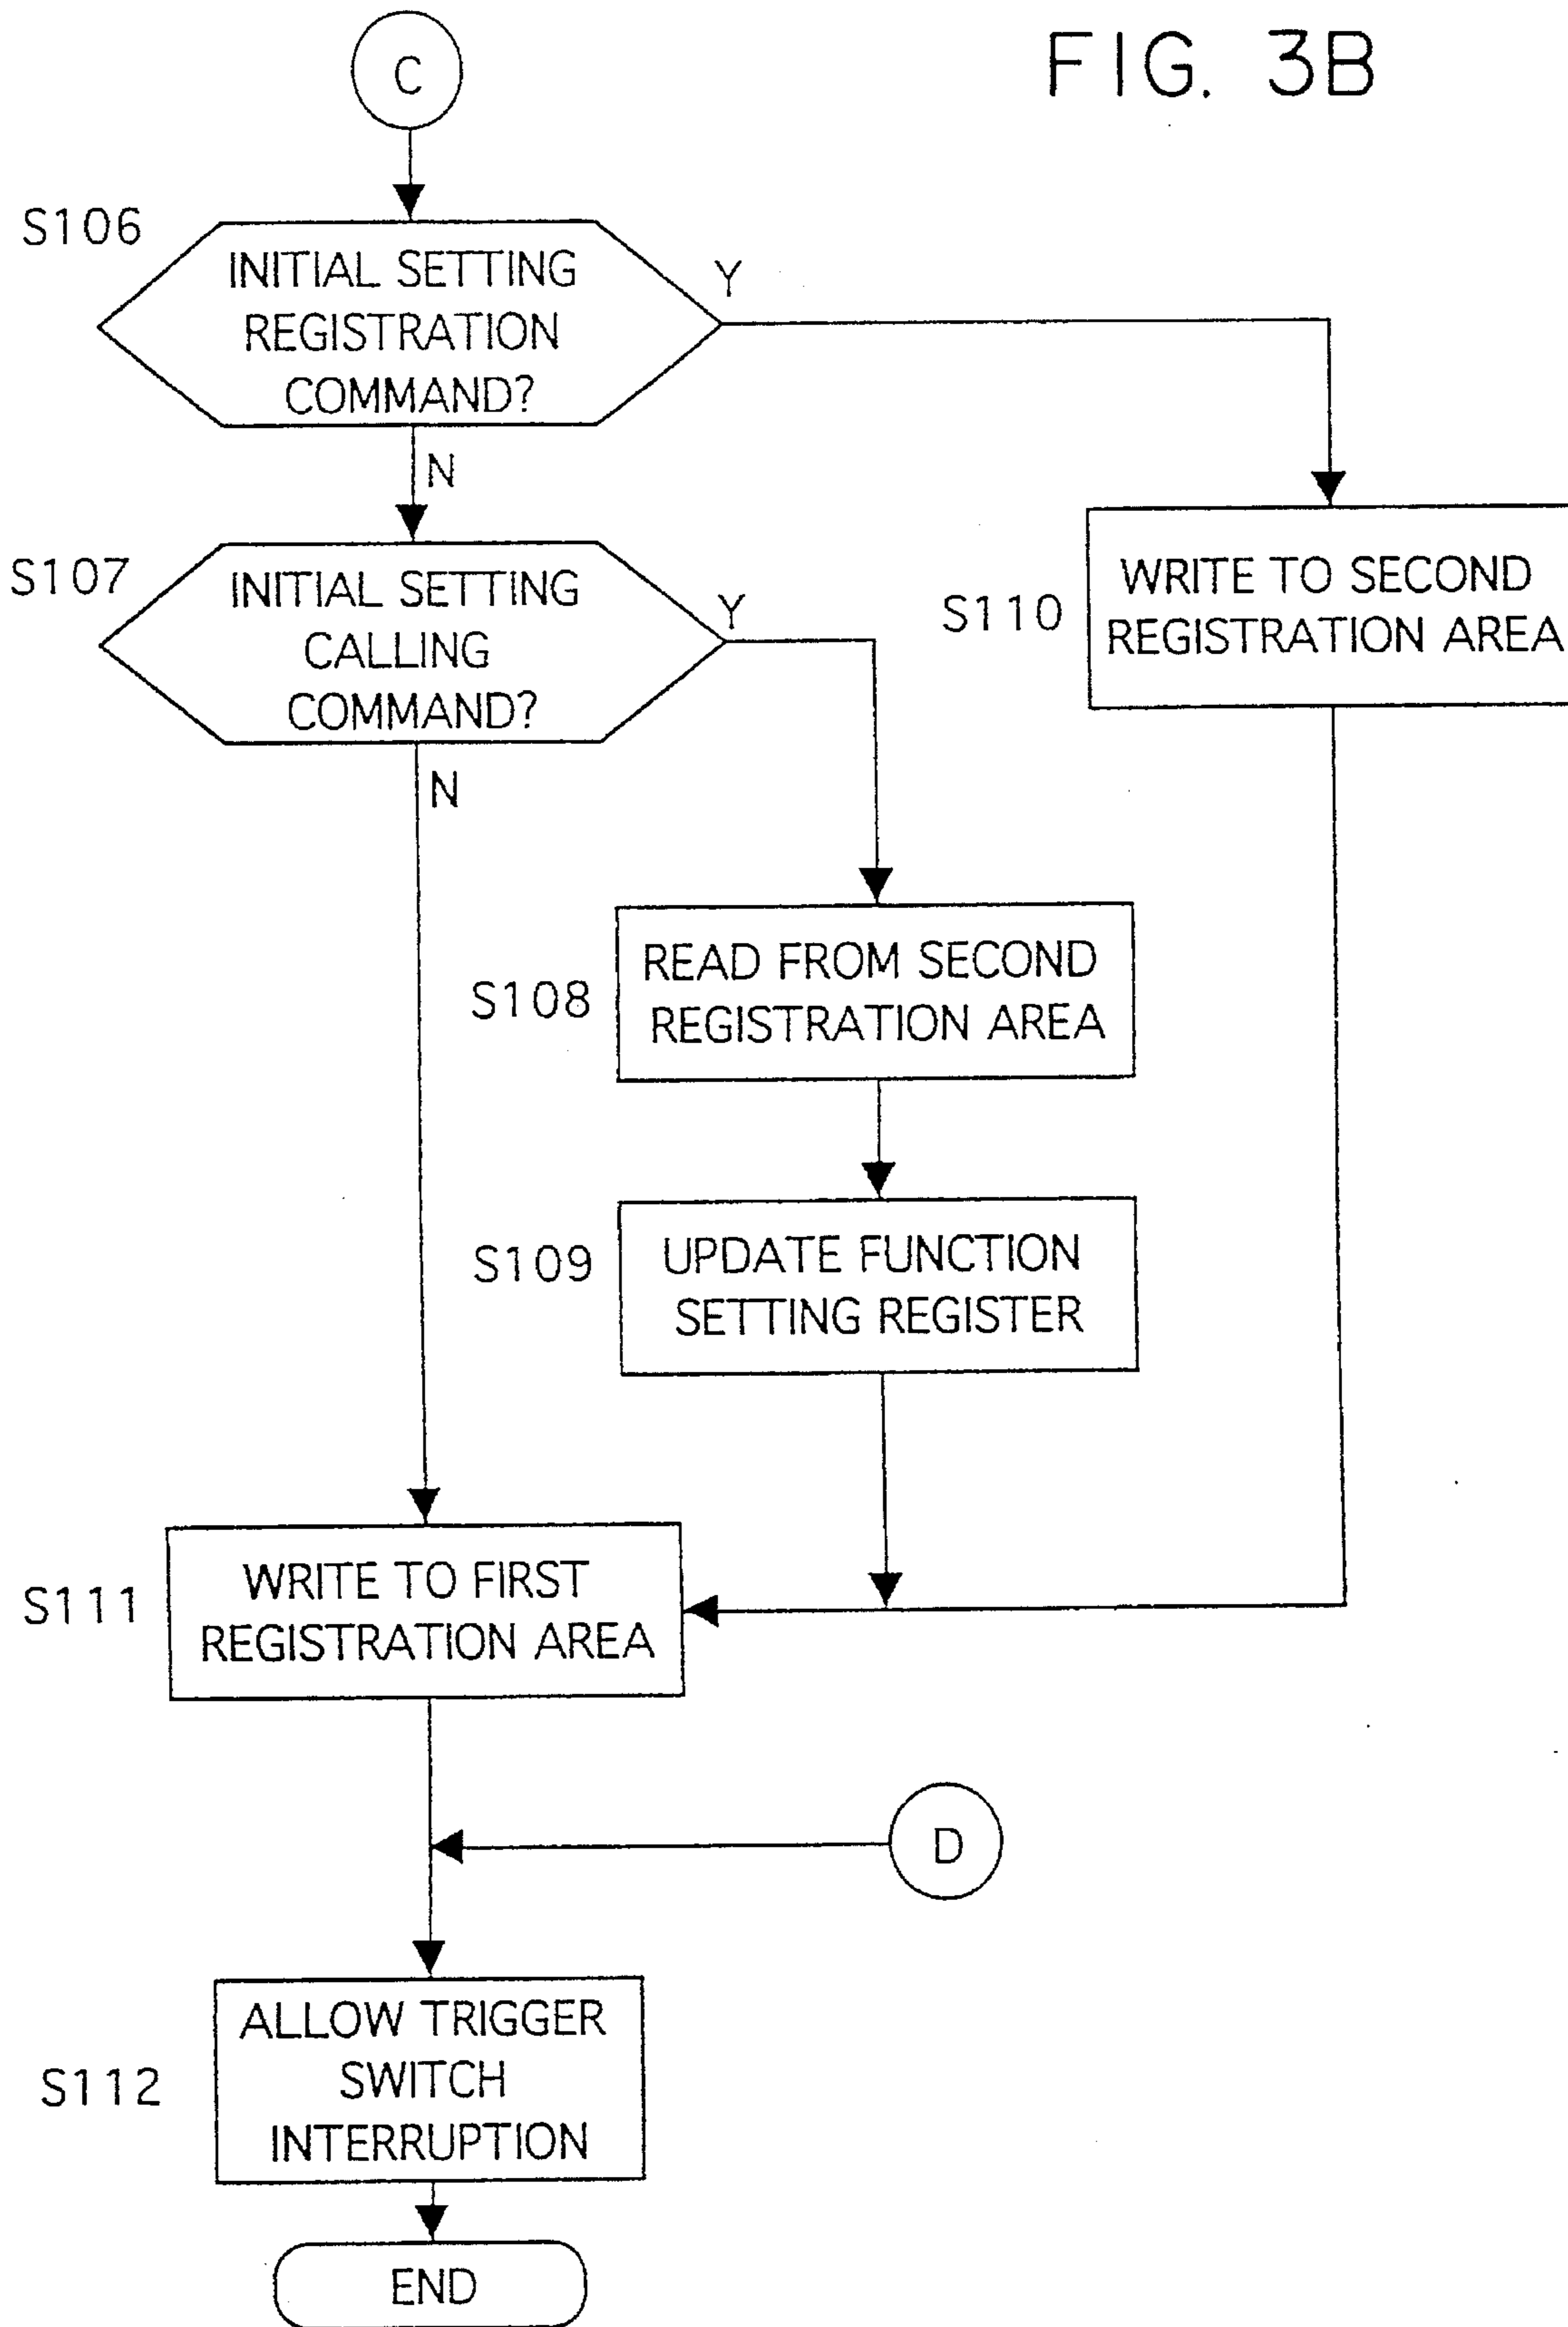 FIG. 3B
C
S106
INITIAL SETTING
REGISTRATION
COMMAND?
Y
N
S107
INITIAL SETTING
CALLING
COMMAND?
Y
N
S110
WRITE TO SECOND
REGISTRATION AREA
S108
READ FROM SECOND
REGISTRATION AREA
S109
UPDATE FUNCTION
SETTING REGISTER
S111
WRITE TO FIRST
REGISTRATION AREA
D
S112
ALLOW TRIGGER
SWITCH
INTERRUPTION
END